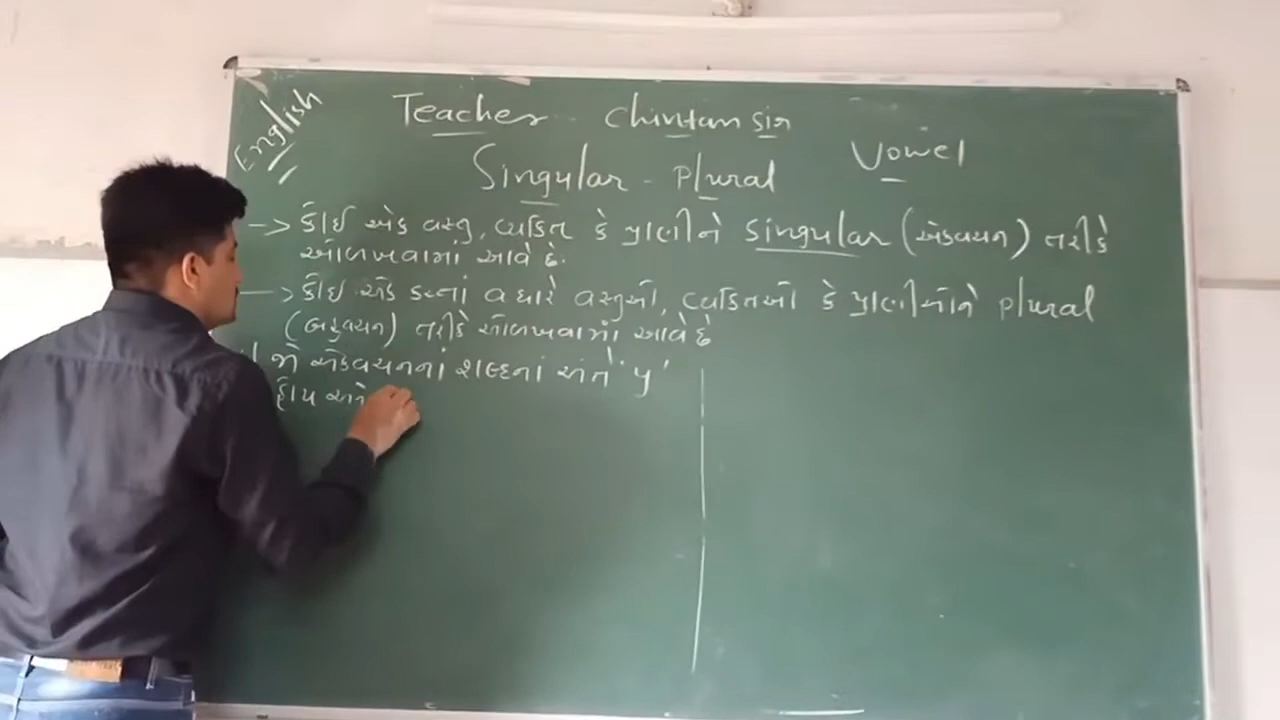 English
Teacher Chintan sir
Singular - Plural
Vowel
-> કોઈ એક વસ્તુ, વ્યકિત કે પ્રાણીને singular (એકવચન) તરીકે
ઓળખવામાં આવે છે.
-> કોઈ એક કરતાં વધારે વસ્તુઓ, વ્યકિતઓ કે પ્રાણીઓને plural
(બહુવચન) તરીકે ઓળખવામાં આવે છે
જો એકવચનનાં શબ્દનાં અંતે 'y'
હોય અને